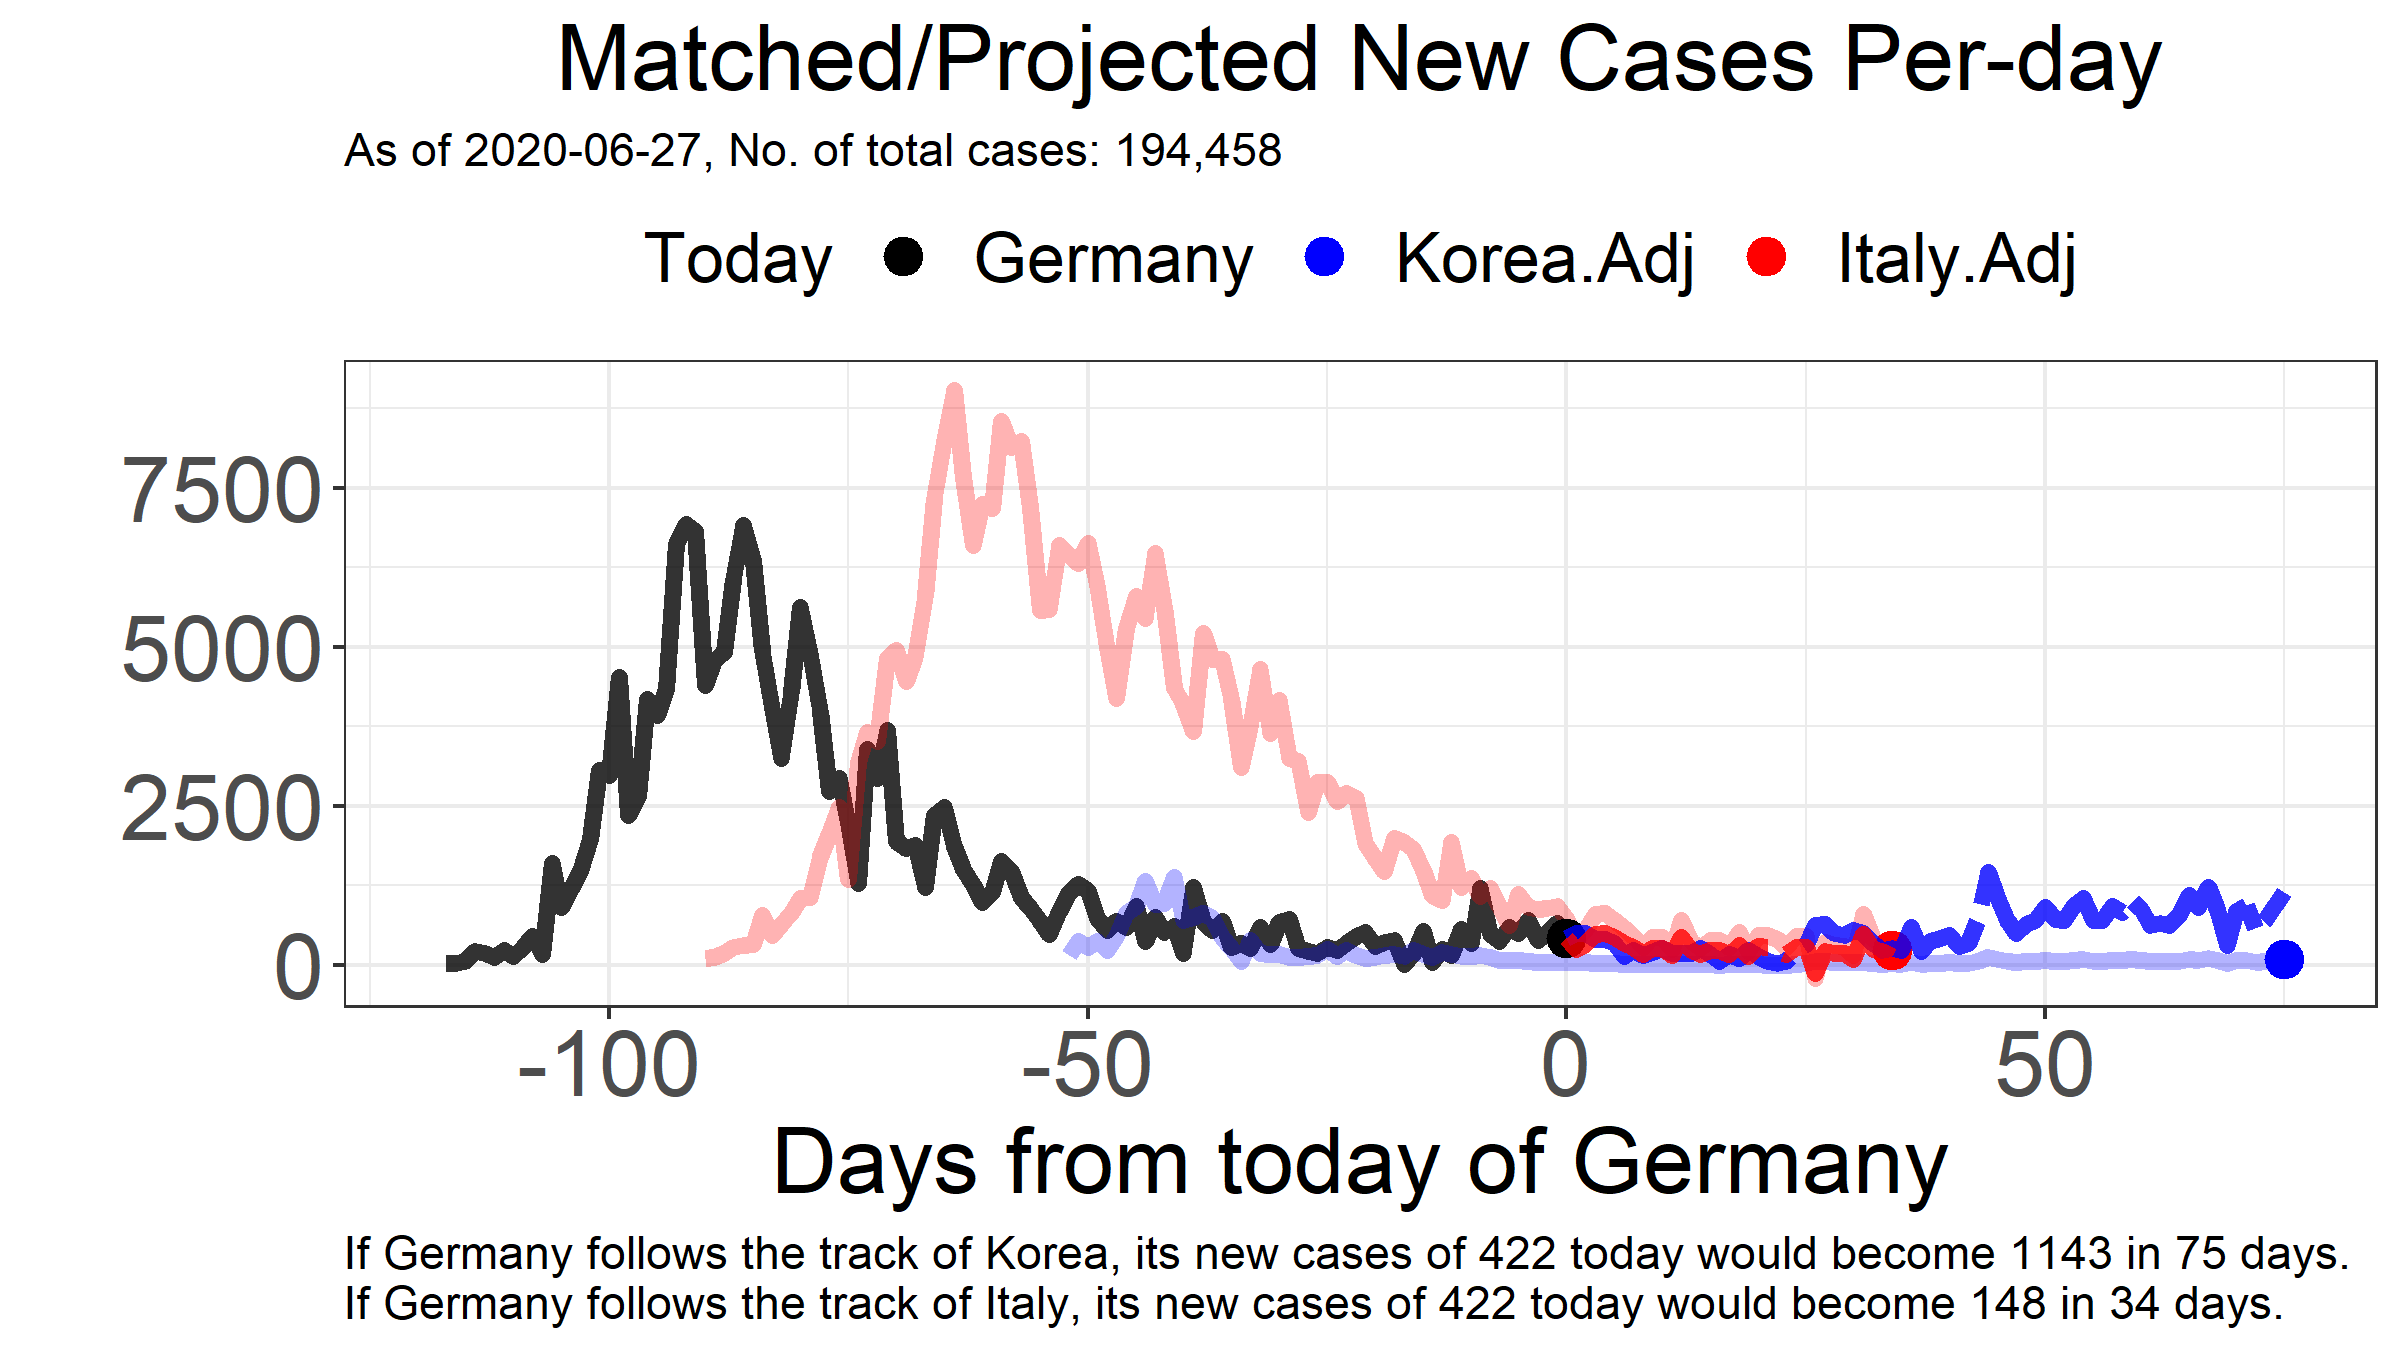 Matched/Projected New Cases Per-day
As of 2020-06-27, No. of total cases: 194,458
Today Germany Korea.Adj Italy.Adj
7500
5000
2500
0
-100 -50 0 50
Days from today of Germany
If Germany follows the track of Korea, its new cases of 422 today would become 1143 in 75 days.
If Germany follows the track of Italy, its new cases of 422 today would become 148 in 34 days.